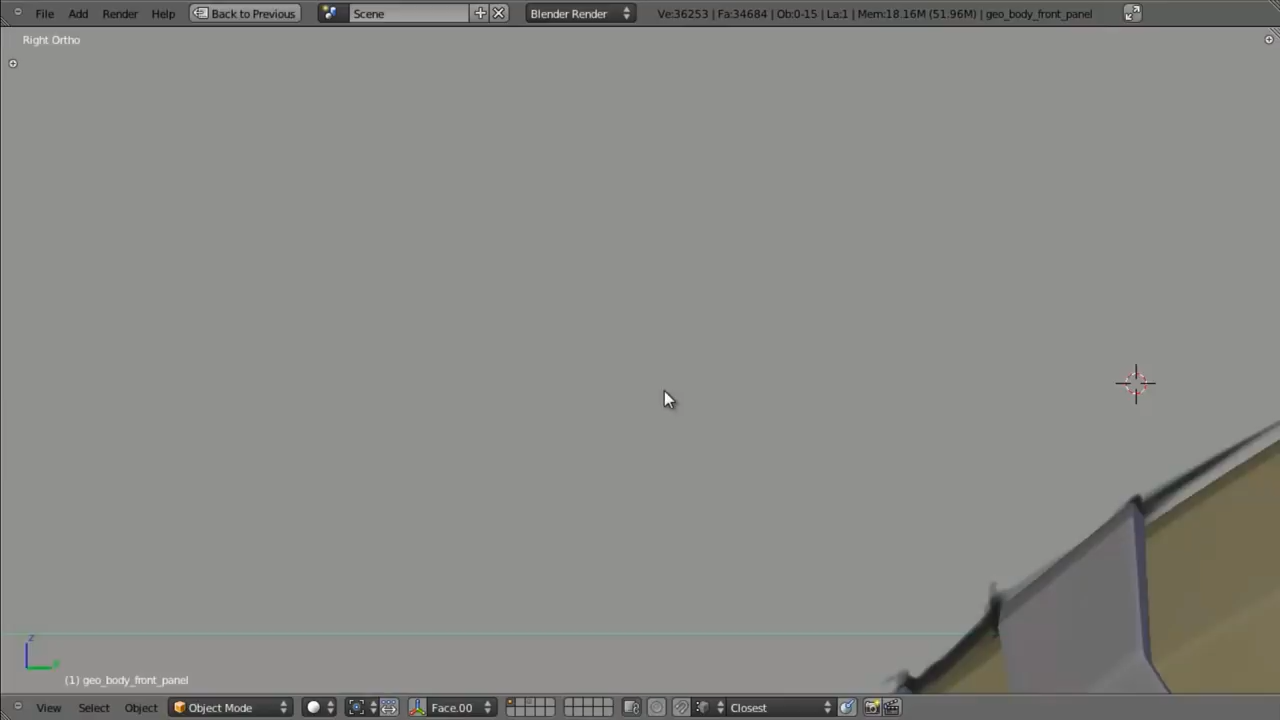 File Add Render Help Back to Previous Scene Blender Render Ve:36253 | Fa:34684 | Ob:0-15 | La:1 | Mem:18.16M (51.96M) | geo_body_front_panel
Right Ortho
z
(1) geo_body_front_panel
View Select Object Object Mode Face.00 Closest